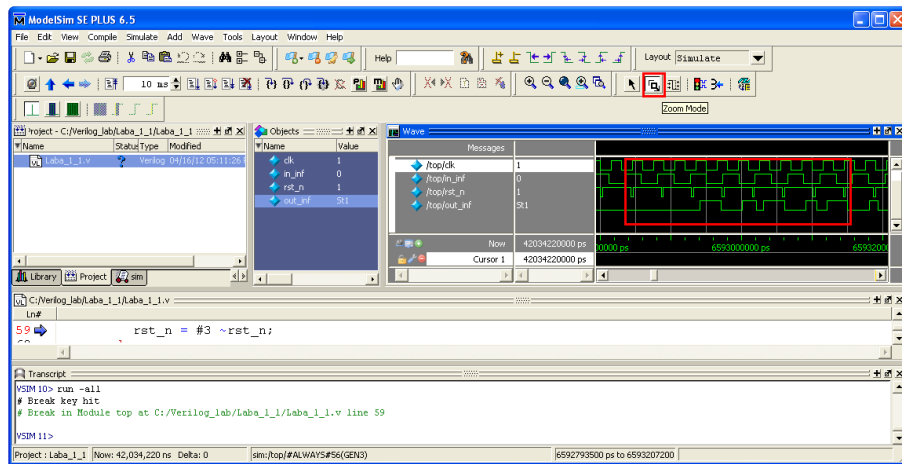 ModelSim SE PLUS 6.5
File Edit View Compile Simulate Add Wave Tools Layout Window Help
Help Layout Simulate
10 ns
Zoom Mode
Project - C:/Verilog_lab/Laba_1_1/Laba_1_1
Name Status Type Modified
Laba_1_1.v ? Verilog 04/16/12 05:11:26
Library Project sim
Objects
Name Value
clk 1
in_inf 0
rst_n 1
out_inf St1
Wave
Messages
/top/clk 1
/top/in_inf 0
/top/rst_n 1
/top/out_inf St1
Now 42034220000 ps 0000 ps 6593000000 ps 6593200
Cursor 1 42034220000 ps
C:/Verilog_lab/Laba_1_1/Laba_1_1.v
Ln#
59 rst_n = #3 ~rst_n;
Transcript
VSIM 10> run -all
# Break key hit
# Break in Module top at C:/Verilog_lab/Laba_1_1/Laba_1_1.v line 59
VSIM 11>
Project : Laba_1_1 Now: 42,034,220 ns Delta: 0 sim:/top/#ALWAYS#56(GEN3) 6592793500 ps to 6593207200 ps